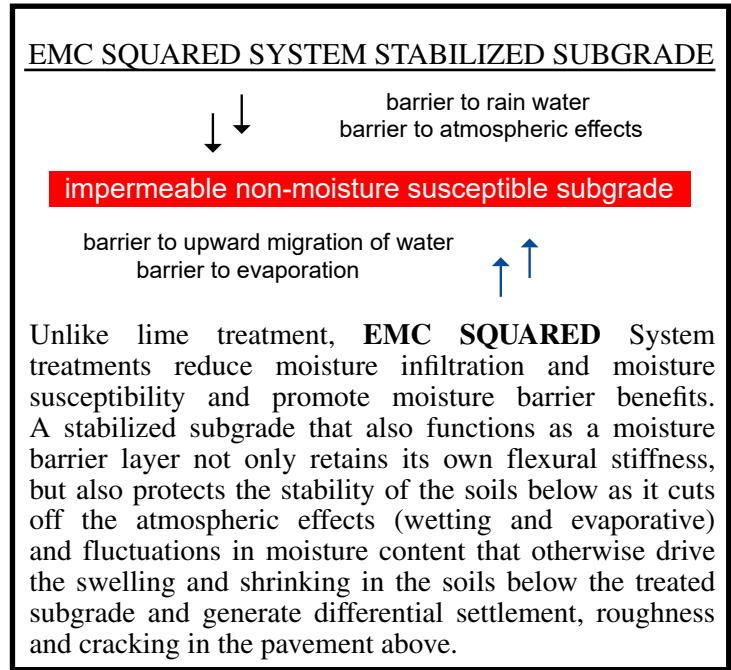 EMC SQUARED SYSTEM STABILIZED SUBGRADE
barrier to rain water
barrier to atmospheric effects
impermeable non-moisture susceptible subgrade
barrier to upward migration of water
barrier to evaporation
Unlike lime treatment, EMC SQUARED System
treatments reduce moisture infiltration and moisture
susceptibility and promote moisture barrier benefits.
A stabilized subgrade that also functions as a moisture
barrier layer not only retains its own flexural stiffness,
but also protects the stability of the soils below as it cuts
off the atmospheric effects (wetting and evaporative)
and fluctuations in moisture content that otherwise drive
the swelling and shrinking in the soils below the treated
subgrade and generate differential settlement, roughness
and cracking in the pavement above.